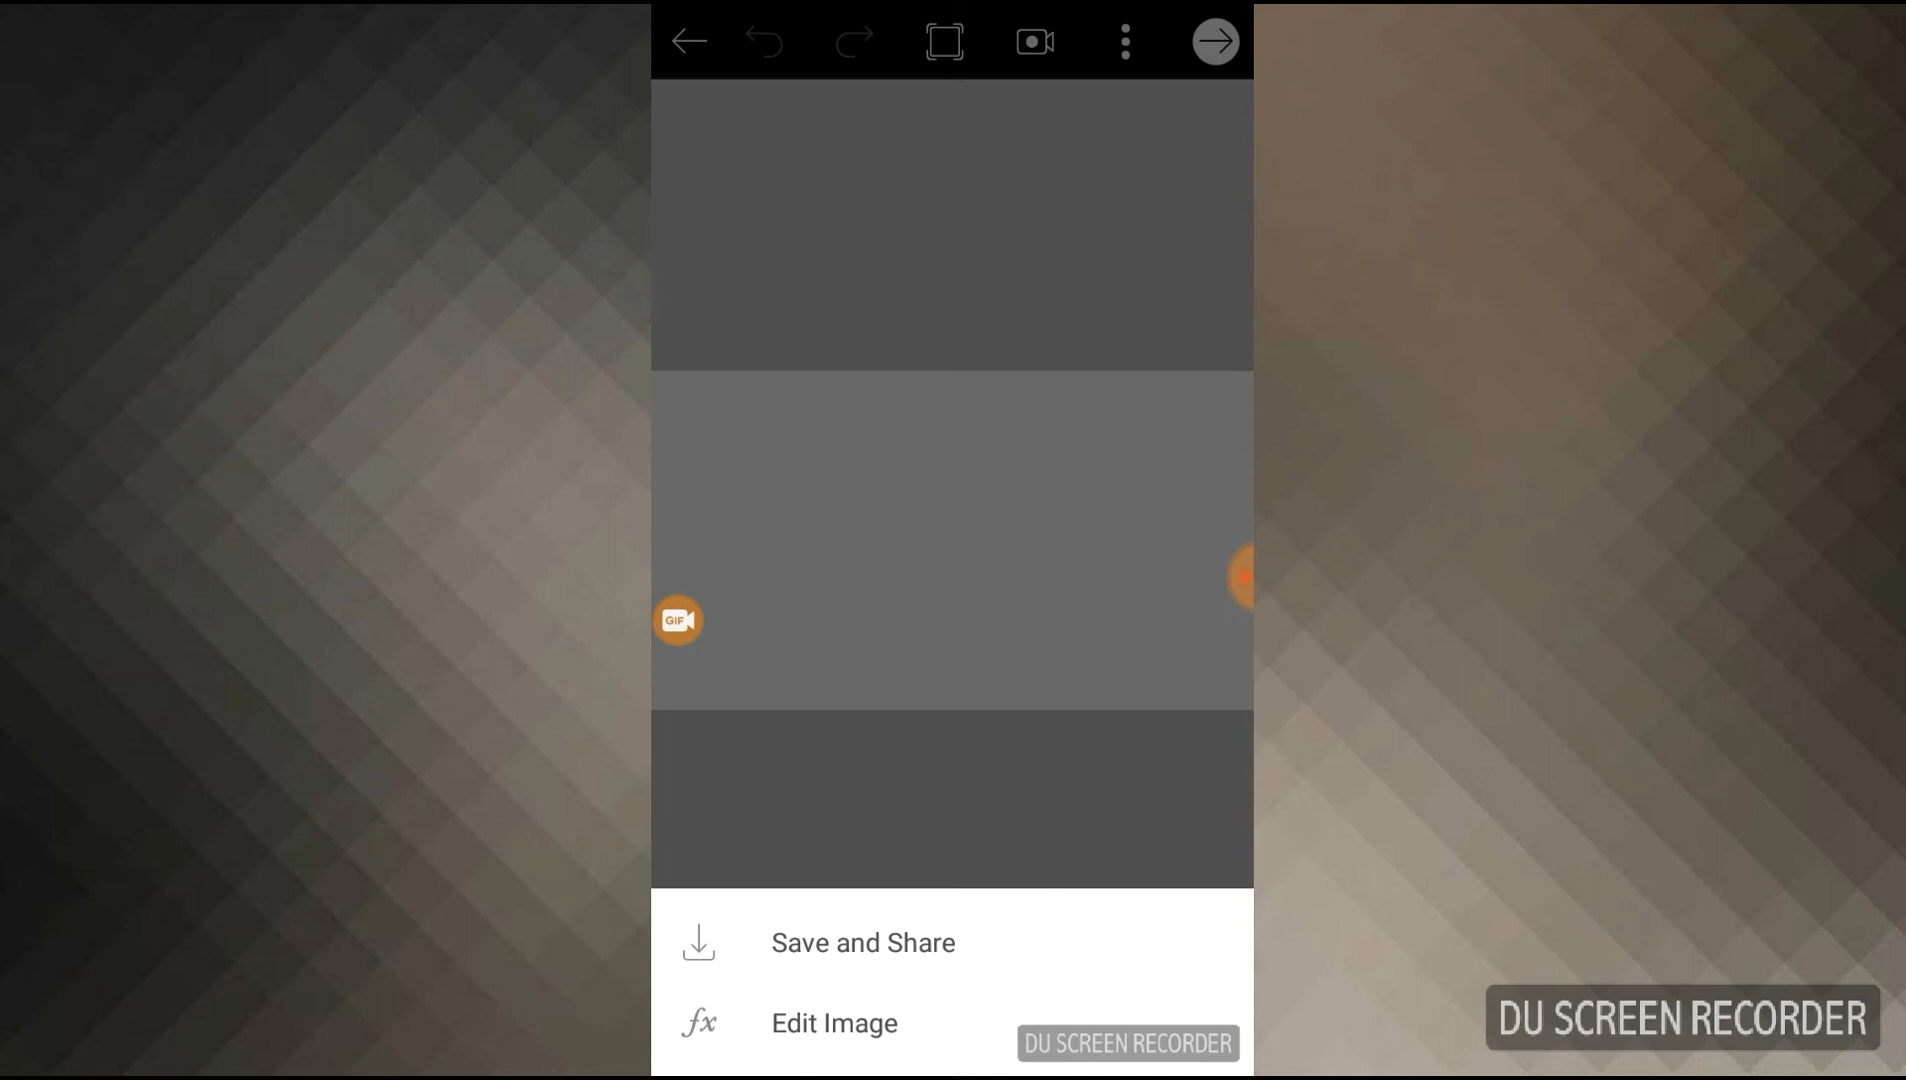 GIF
Save and Share
Edit Image
DU SCREEN RECORDER
DU SCREEN RECORDER